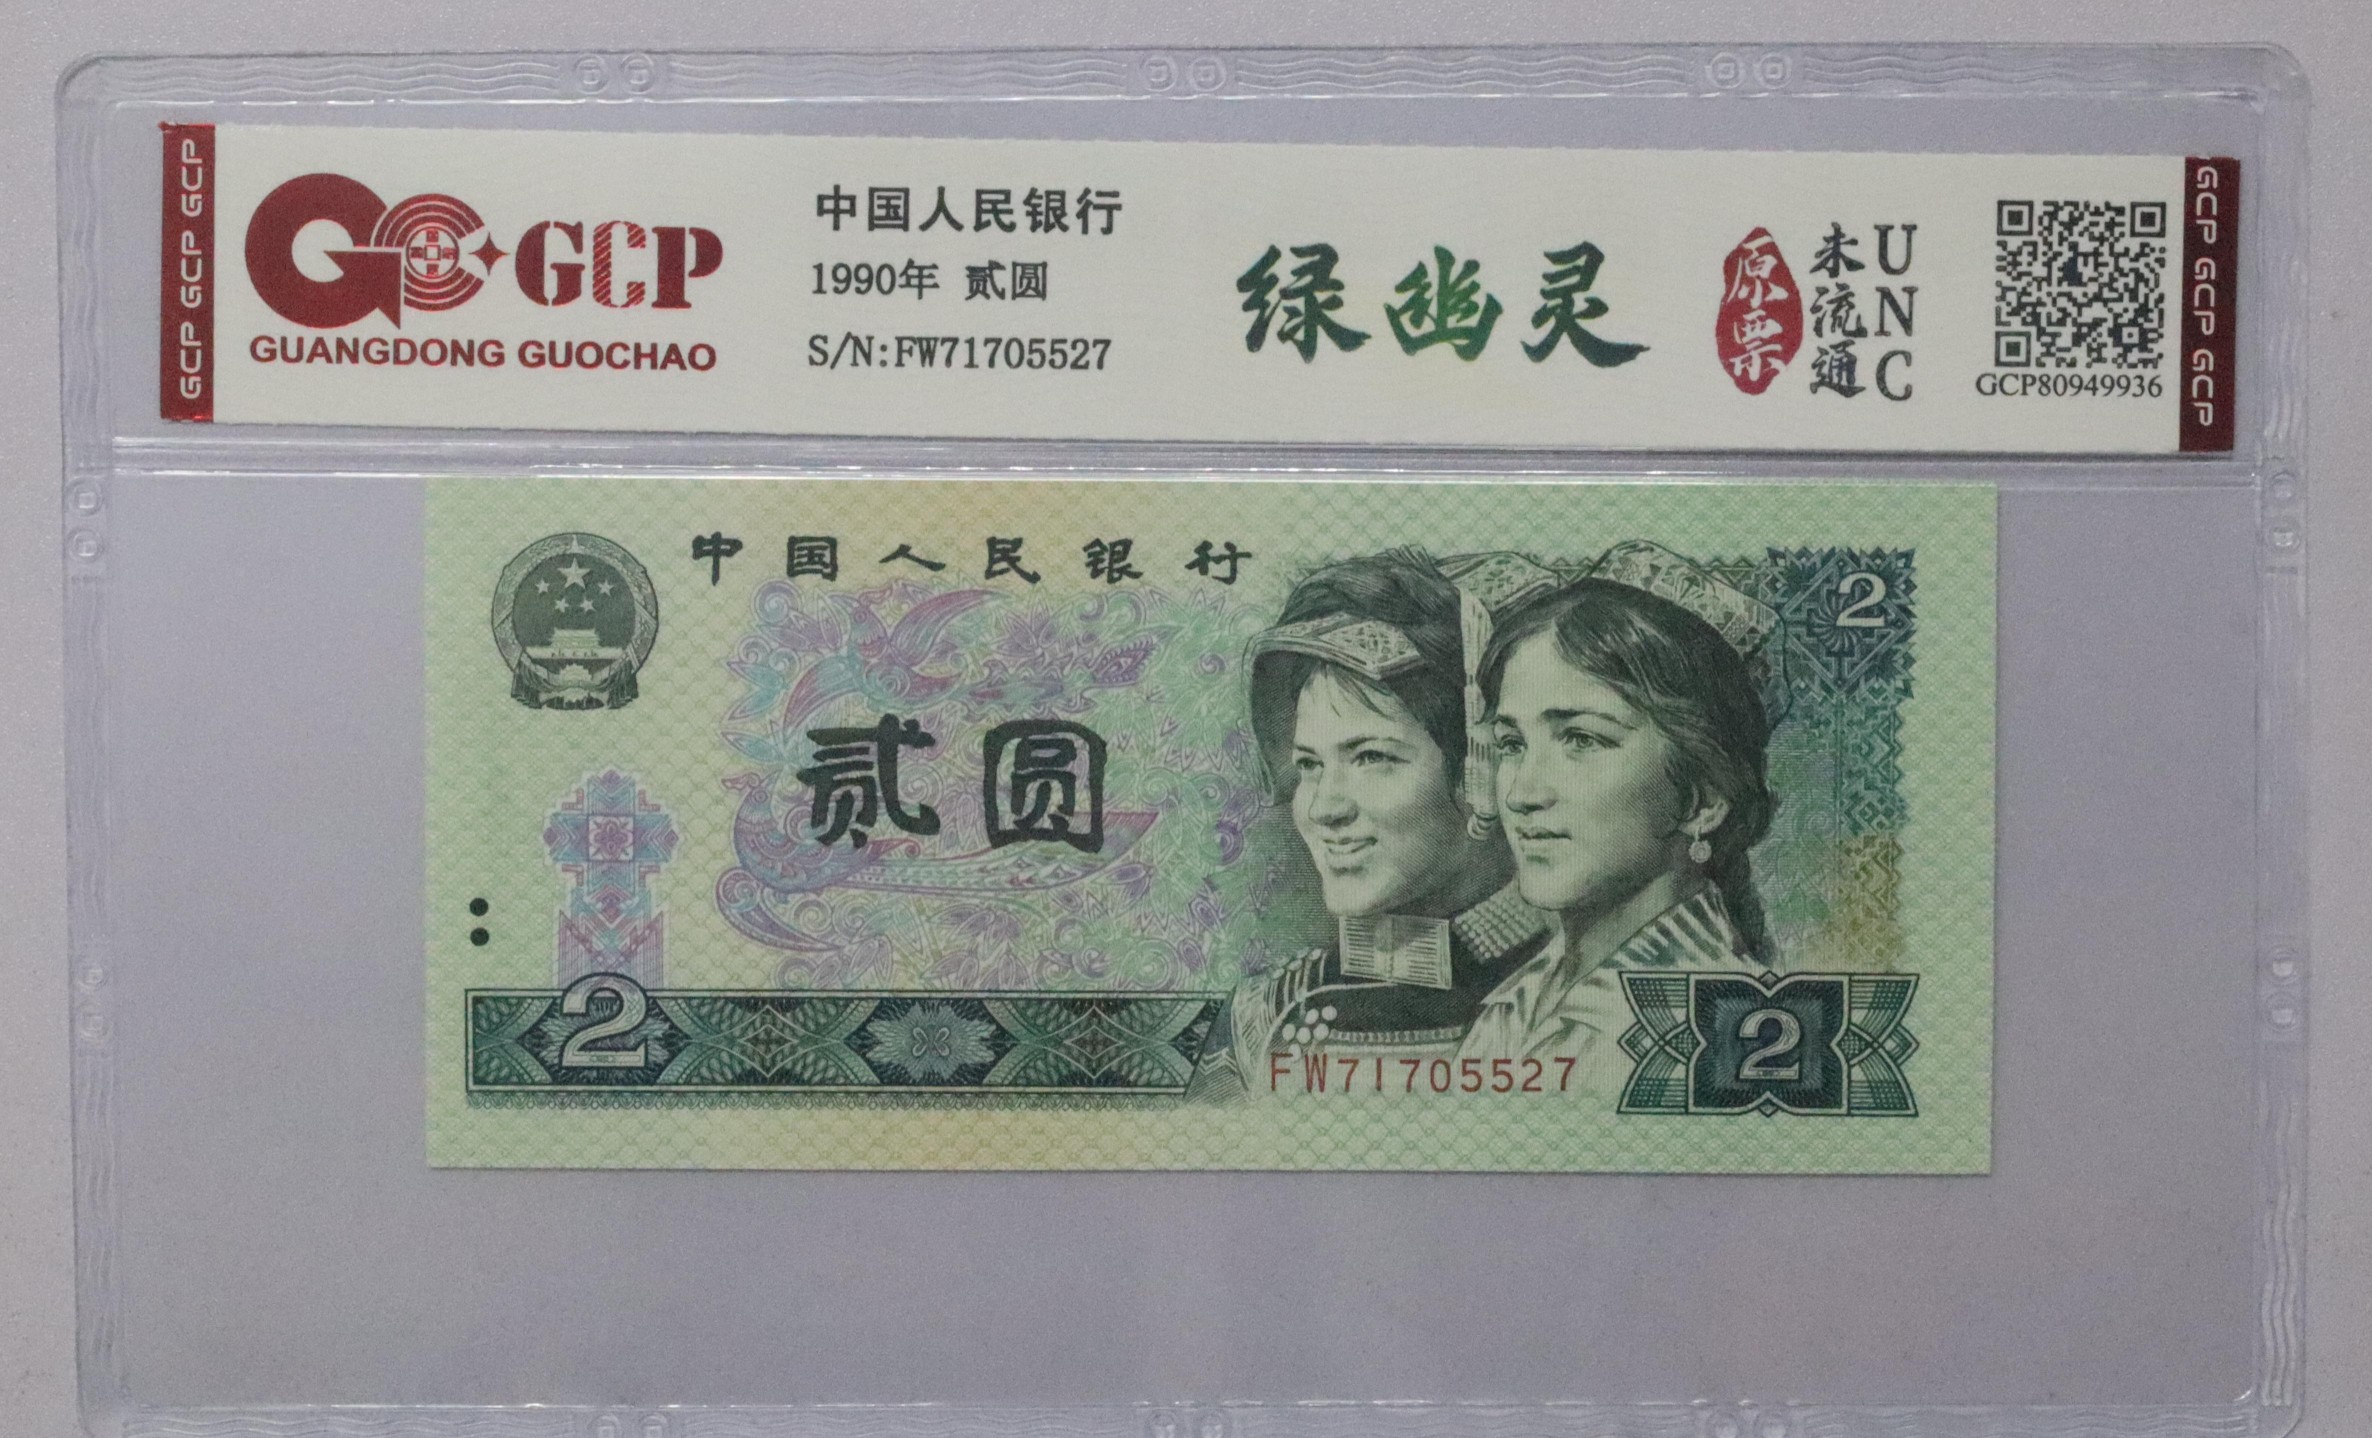 GCP GCP GCP
GCP
GUANGDONG GUOCHAO
中国人民银行
1990年 贰圆
S/N:FW71705527
绿幽灵
原票
未流通
UNC
GCP80949936
GCP GCP GCP
中国人民银行
2
贰圆
2
FW71705527
2